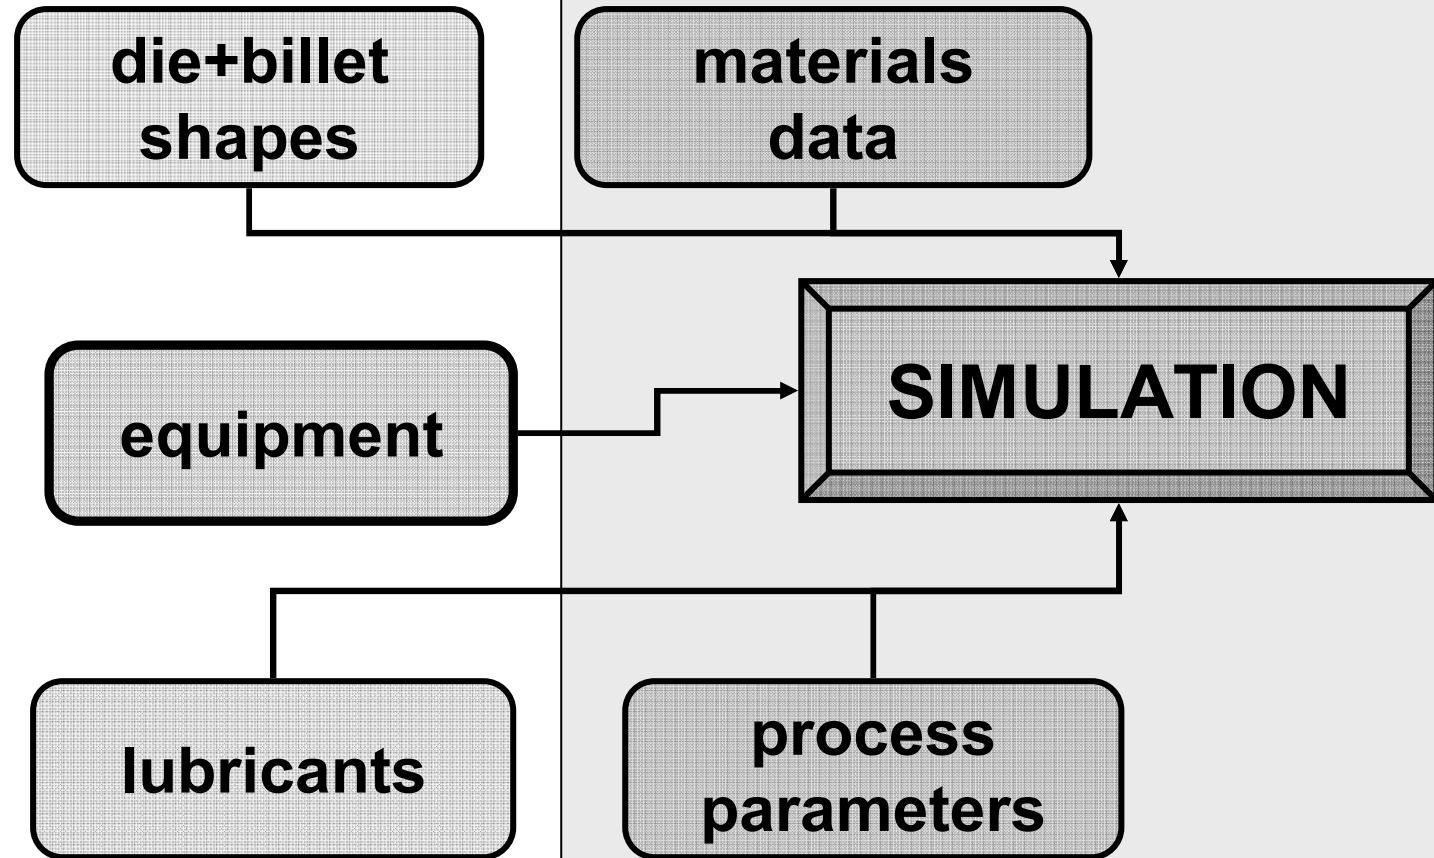 die+billet
shapes
materials
data
equipment
SIMULATION
lubricants
process
parameters